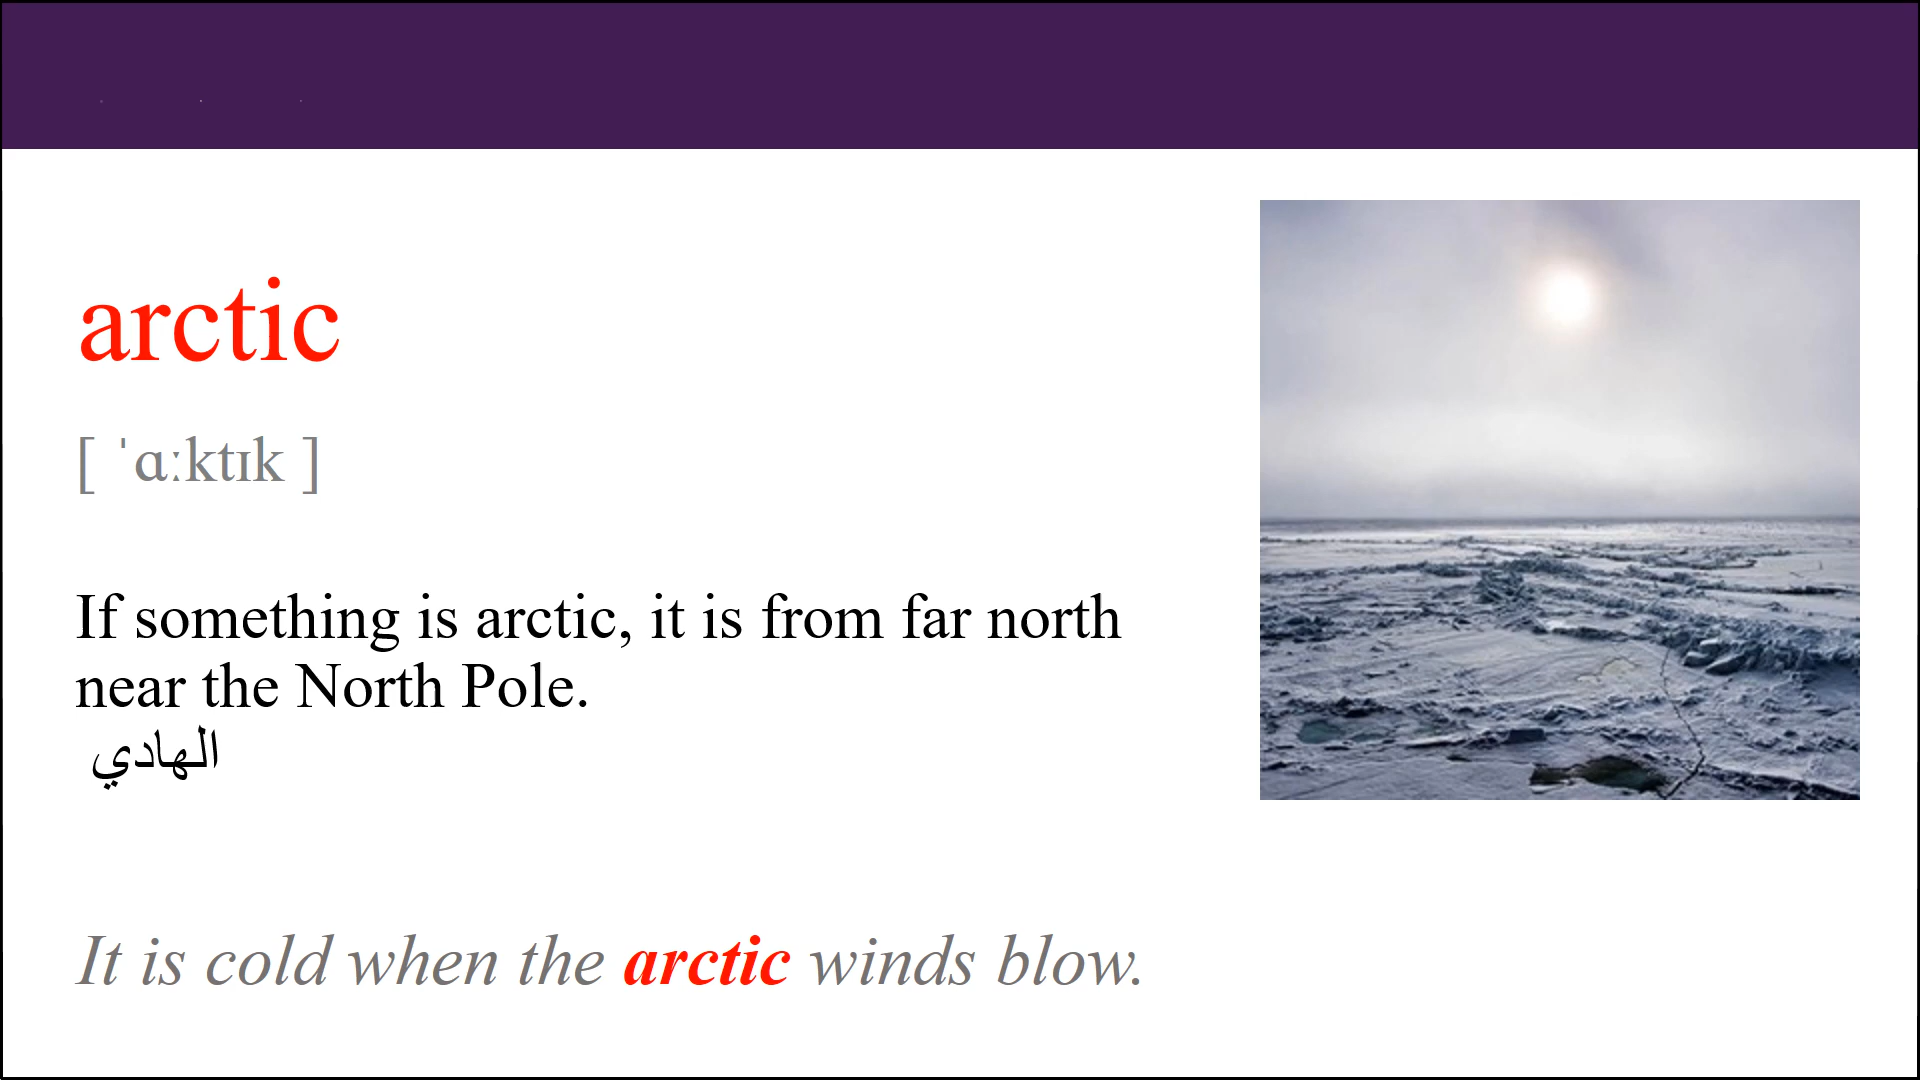 arctic
[ ˈɑːktɪk ]
If something is arctic, it is from far north
near the North Pole.
الهادي
It is cold when the arctic winds blow.